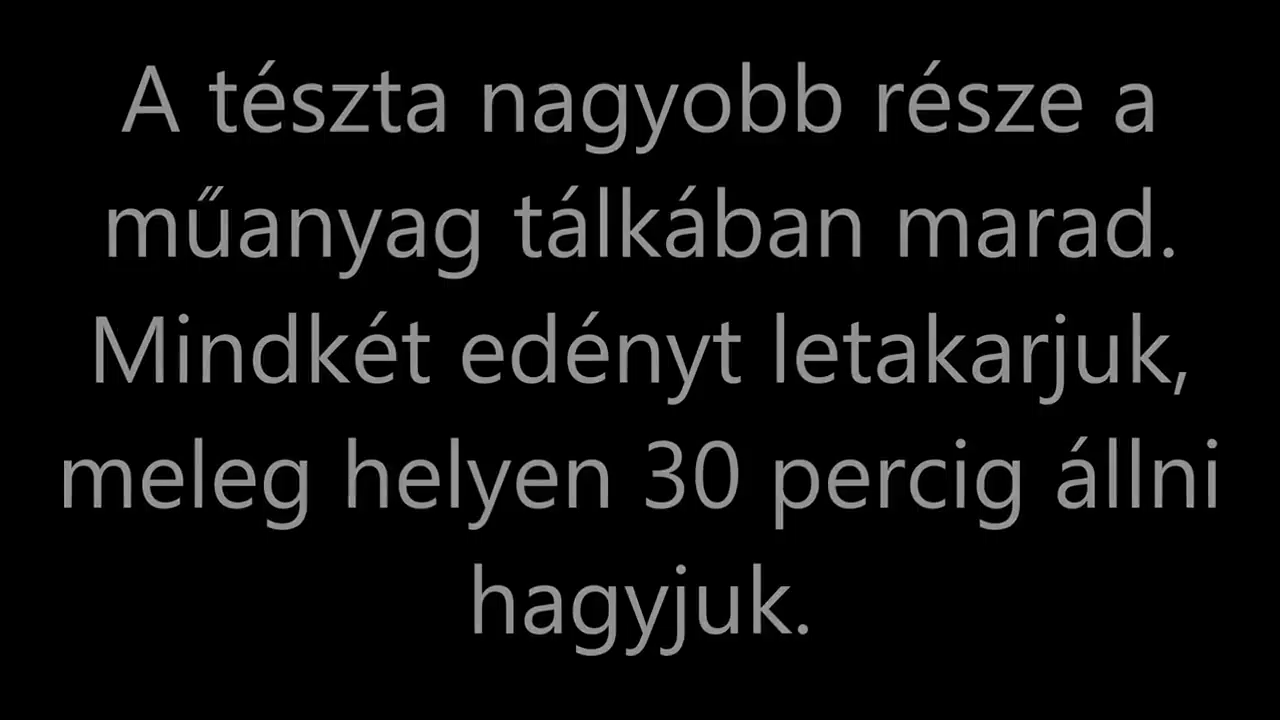 A tészta nagyobb része a
műanyag tálkában marad.
Mindkét edényt letakarjuk,
meleg helyen 30 percig állni
hagyjuk.